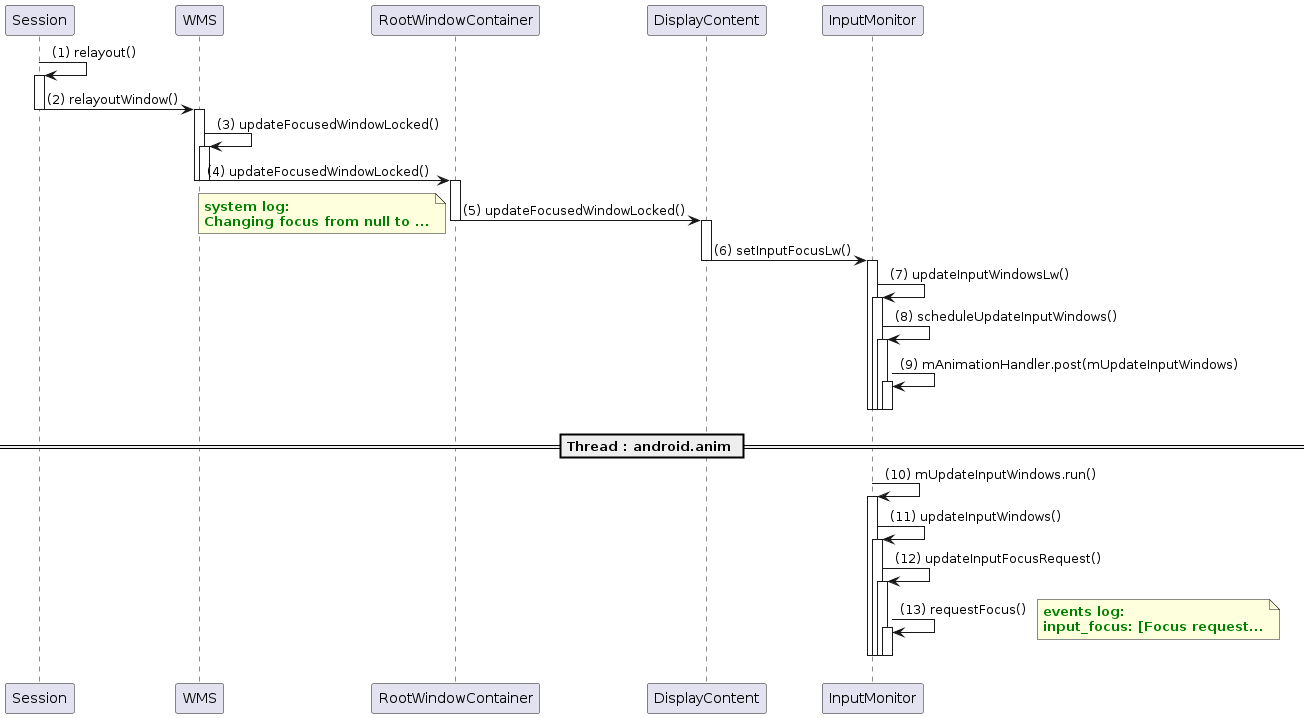 Session WMS RootWindowContainer DisplayContent InputMonitor
(1) relayout()
(2) relayoutWindow()
(3) updateFocusedWindowLocked()
(4) updateFocusedWindowLocked()
system log:
Changing focus from null to ...
(5) updateFocusedWindowLocked()
(6) setInputFocusLw()
(7) updateInputWindowsLw()
(8) scheduleUpdateInputWindows()
(9) mAnimationHandler.post(mUpdateInputWindows)
Thread : android.anim
(10) mUpdateInputWindows.run()
(11) updateInputWindows()
(12) updateInputFocusRequest()
(13) requestFocus()
events log:
input_focus: [Focus request...
Session WMS RootWindowContainer DisplayContent InputMonitor